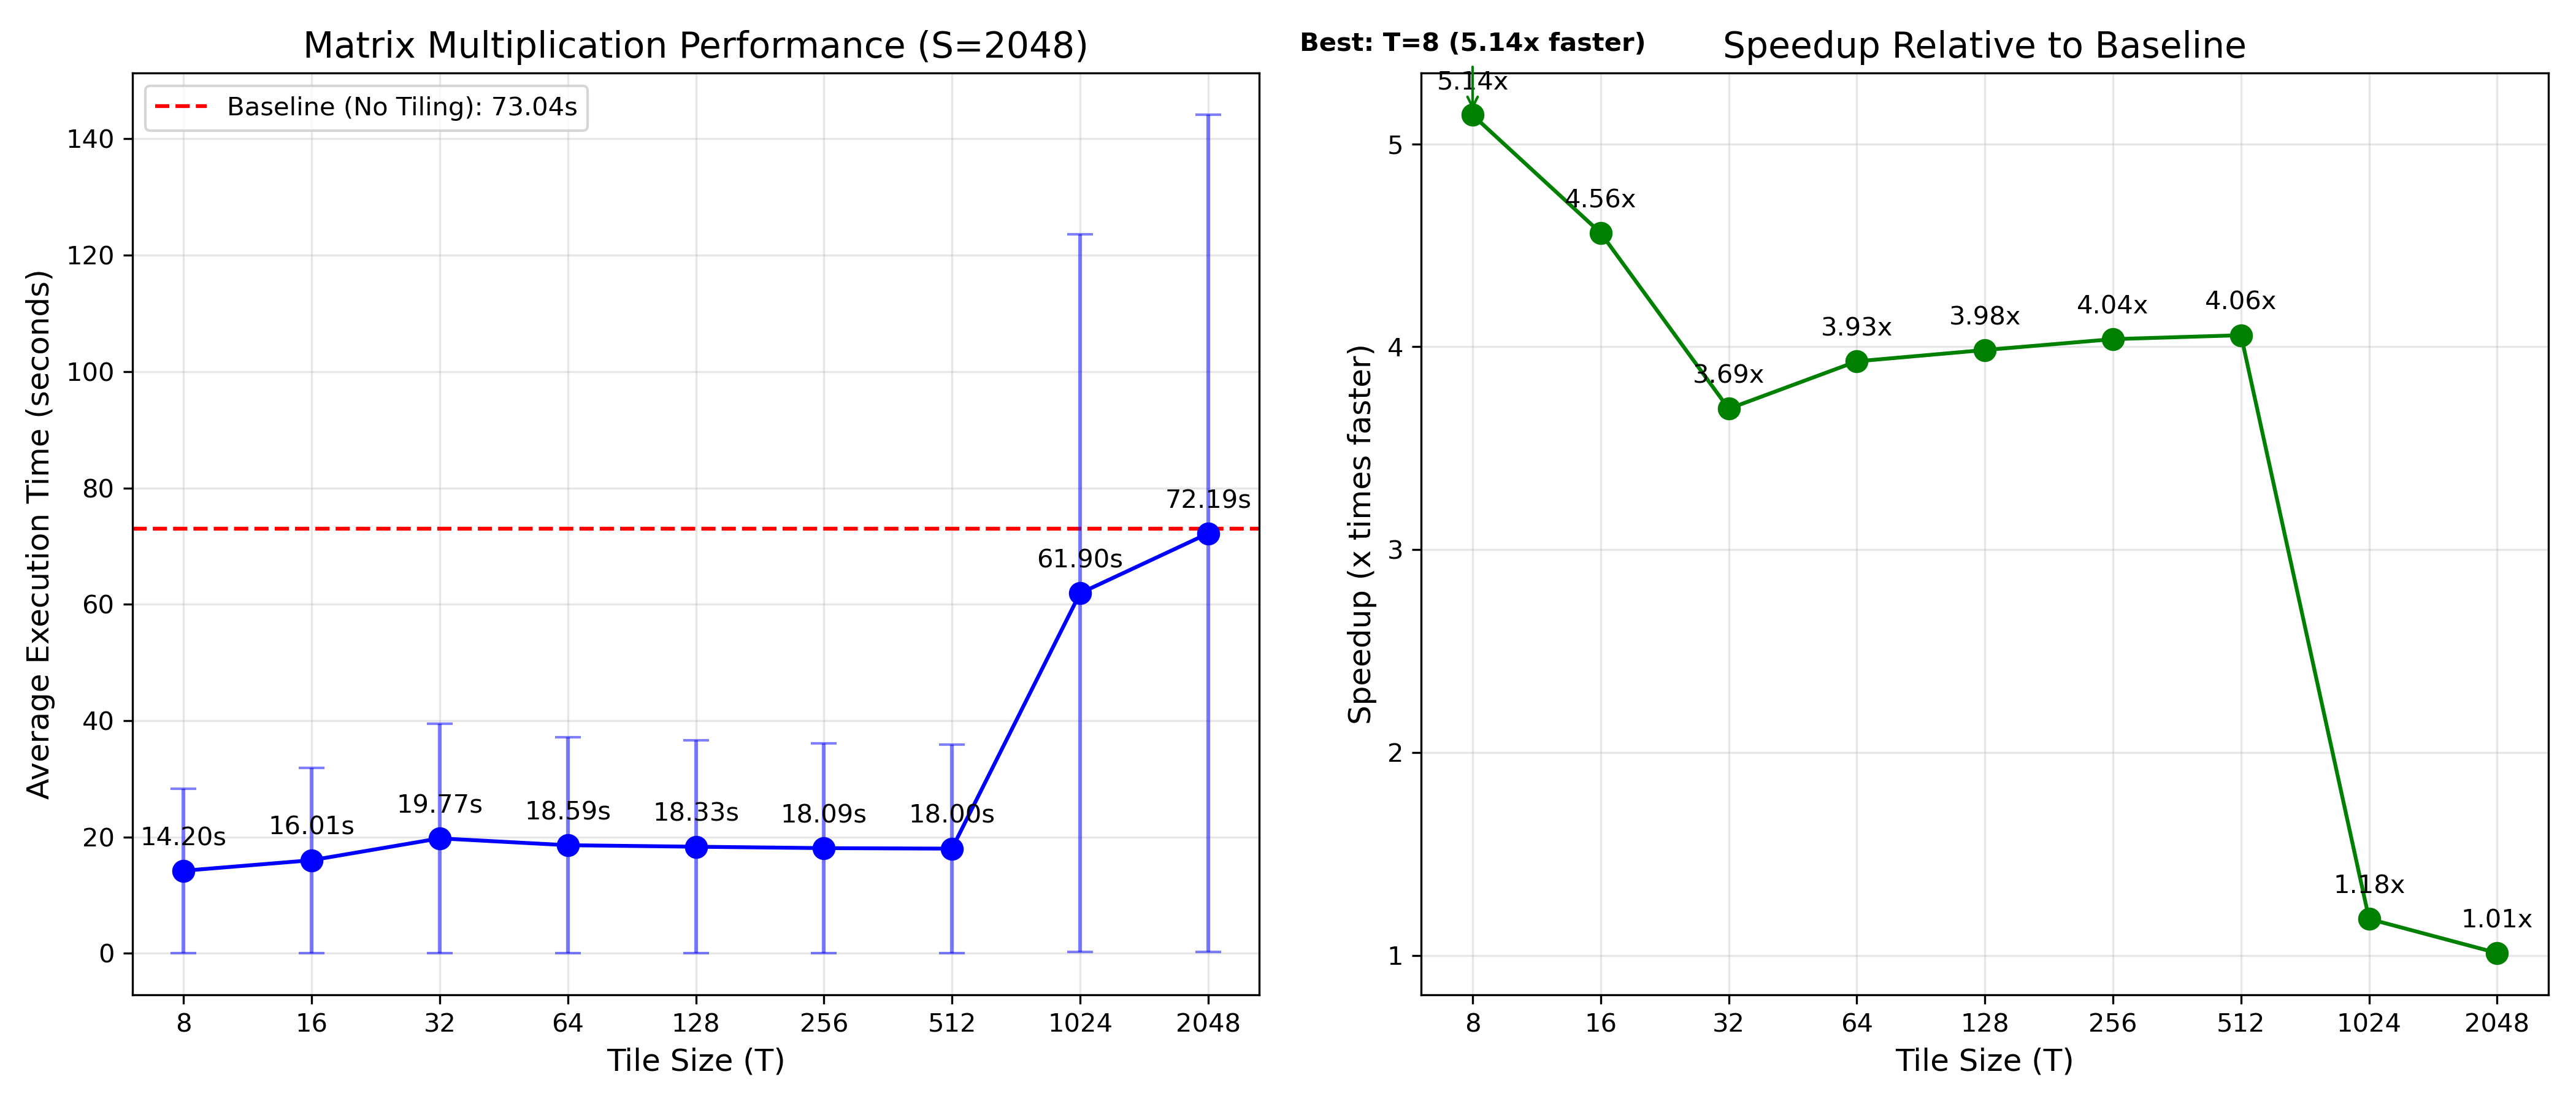 Matrix Multiplication Performance (S=2048)
Baseline (No Tiling): 73.04s
Average Execution Time (seconds)
140
120
100
80
60
40
20
0
14.20s
16.01s
19.77s
18.59s
18.33s
18.09s
18.00s
61.90s
72.19s
8 16 32 64 128 256 512 1024 2048
Tile Size (T)
Best: T=8 (5.14x faster)
Speedup Relative to Baseline
Speedup (x times faster)
5
4
3
2
1
5.14x
4.56x
3.69x
3.93x
3.98x
4.04x
4.06x
1.18x
1.01x
8 16 32 64 128 256 512 1024 2048
Tile Size (T)